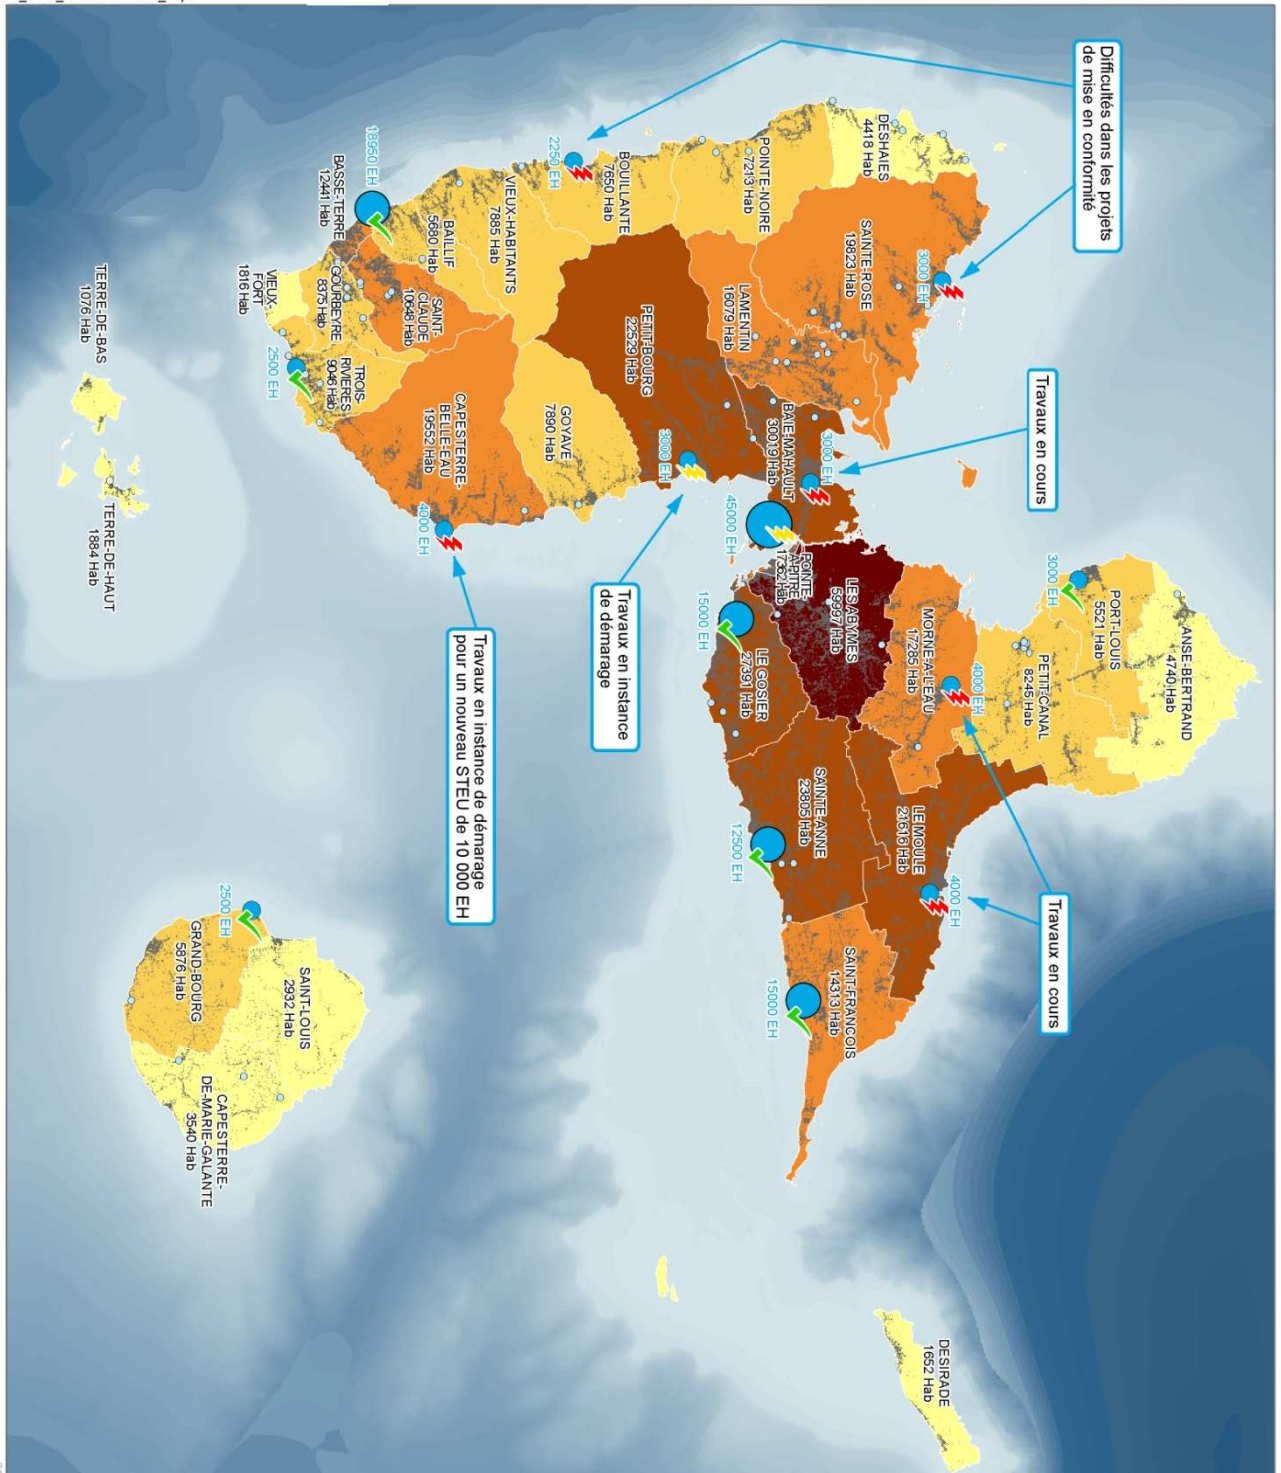 Difficultés dans les projets
de mise en conformité
Travaux en cours
Travaux en cours
Travaux en instance
de démarage
Travaux en instance de démarage
pour un nouveau STEU de 10 000 EH
ANSE-BERTRAND
4740 Hab
PORT-LOUIS
5521 Hab
3000 EH
PETIT-CANAL
8245 Hab
MORNE-A-L'EAU
17285 Hab
4000 EH
LE MOULE
21616 Hab
4000 EH
LES ABYMES
59997 Hab
POINTE-
A-PITRE
17362 Hab
45000 EH
LE GOSIER
27391 Hab
15000 EH
SAINTE-ANNE
23805 Hab
12500 EH
SAINT-FRANCOIS
14313 Hab
15000 EH
DESIRADE
1652 Hab
DESHAIES
4418 Hab
SAINTE-ROSE
19823 Hab
3000 EH
POINTE-NOIRE
7213 Hab
LAMENTIN
16079 Hab
BAIE-MAHAULT
30019 Hab
3000 EH
BOUILLANTE
7650 Hab
2250 EH
PETIT-BOURG
22529 Hab
3000 EH
VIEUX-HABITANTS
7885 Hab
GOYAVE
7890 Hab
BAILLIF
5680 Hab
SAINT-
CLAUDE
10648 Hab
CAPESTERRE-
BELLE-EAU
19552 Hab
4000 EH
BASSE-TERRE
12441 Hab
18950 EH
GOURBEYRE
8375 Hab
TROIS-
RIVIERES
9046 Hab
2500 EH
VIEUX-
FORT
1816 Hab
TERRE-DE-BAS
1076 Hab
TERRE-DE-HAUT
1884 Hab
SAINT-LOUIS
2932 Hab
GRAND-BOURG
5876 Hab
2500 EH
CAPESTERRE-
DE-MARIE-GALANTE
3540 Hab